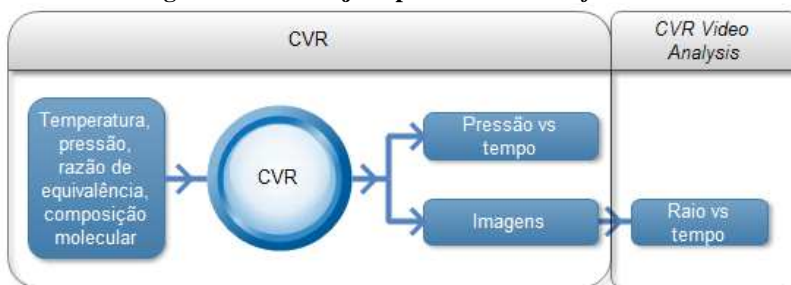 CVR
CVR Video
Analysis
Temperatura,
pressão,
razão de
equivalência,
composição
molecular
CVR
Pressão vs
tempo
Imagens
Raio vs
tempo